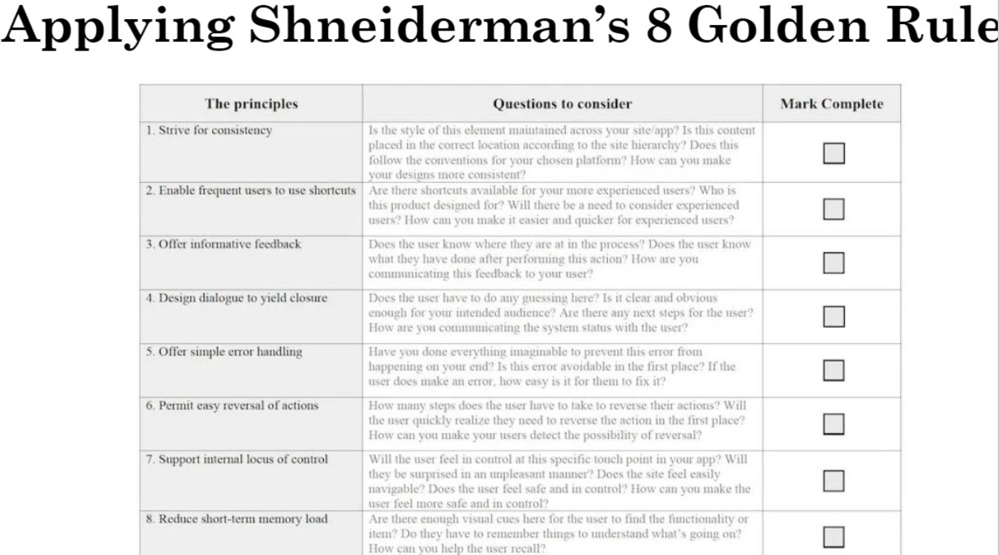 Applying Shneiderman’s 8 Golden Rule
The principles
Questions to consider
Mark Complete
1. Strive for consistency
Is the style of this element maintained across your site/app? Is this content
placed in the correct location according to the site hierarchy? Does this
follow the conventions for your chosen platform? How can you make
your designs more consistent?
2. Enable frequent users to use shortcuts
Are there shortcuts available for your more experienced users? Who is
this product designed for? Will there be a need to consider experienced
users? How can you make it easier and quicker for experienced users?
3. Offer informative feedback
Does the user know where they are at in the process? Does the user know
what they have done after performing this action? How are you
communicating this feedback to your user?
4. Design dialogue to yield closure
Does the user have to do any guessing here? Is it clear and obvious
enough for your intended audience? Are there any next steps for the user?
How are you communicating the system status with the user?
5. Offer simple error handling
Have you done everything imaginable to prevent this error from
happening on your end? Is this error avoidable in the first place? If the
user does make an error, how easy is it for them to fix it?
6. Permit easy reversal of actions
How many steps does the user have to take to reverse their actions? Will
the user quickly realize they need to reverse the action in the first place?
How can you make your users detect the possibility of reversal?
7. Support internal locus of control
Will the user feel in control at this specific touch point in your app? Will
they be surprised in an unpleasant manner? Does the site feel easily
navigable? Does the user feel safe and in control? How can you make the
user feel more safe and in control?
8. Reduce short-term memory load
Are there enough visual cues here for the user to find the functionality or
item? Do they have to remember things to understand what’s going on?
How can you help the user recall?